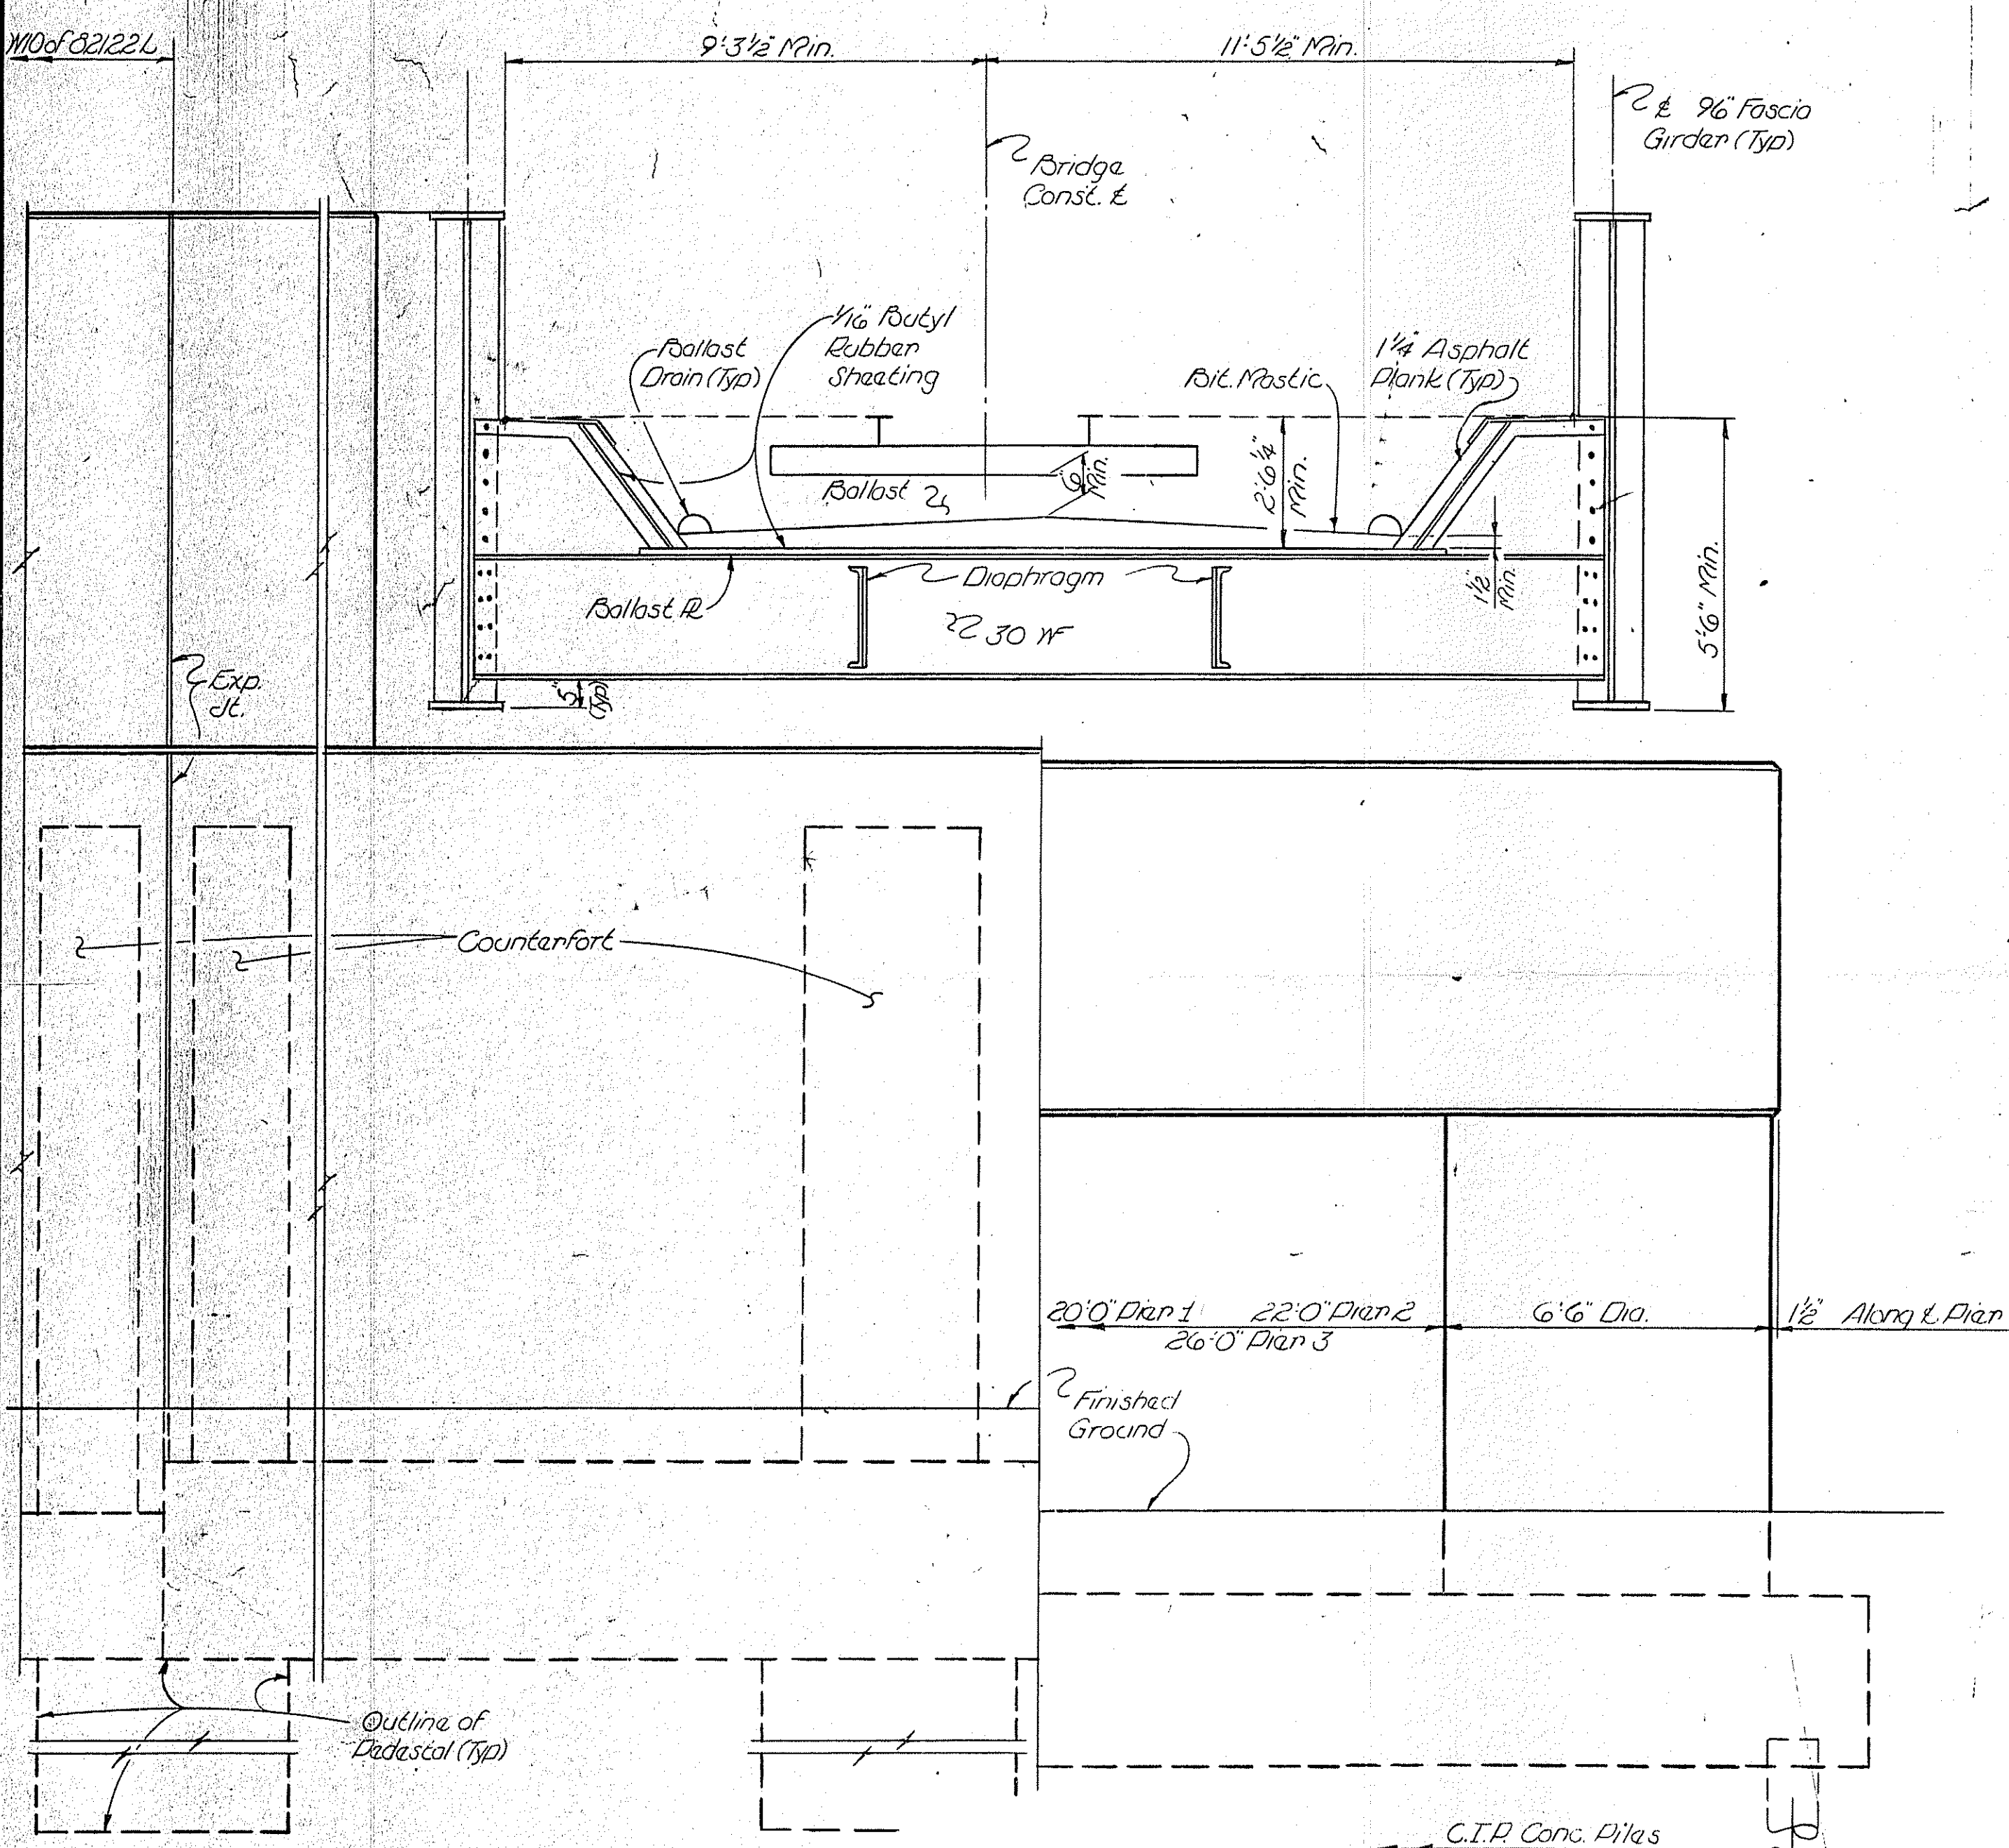 W10 of 82122L
9'-3½" Min.
11'-5½" Min.
℄ 96" Fascia
Girder (Typ)
Bridge
Const. ℄
1/16" Butyl
Rubber
Sheeting
Ballast
Drain (Typ)
Bit. Mastic
1¼" Asphalt
Plank (Typ)
2'-6¼"
Min.
6"
Min.
Ballast
Diaphragm
1½"
Min.
Ballast ℄
30 WF
5'-6" Min.
5"
(Typ)
Exp.
Jt.
Counterfort
20'-0" Pier 1
22'-0" Pier 2
26'-0" Pier 3
6'-6" Dia.
1½" Along ℄ Pier
Finished
Ground
Outline of
Pedestal (Typ)
C.I.P. Conc. Piles